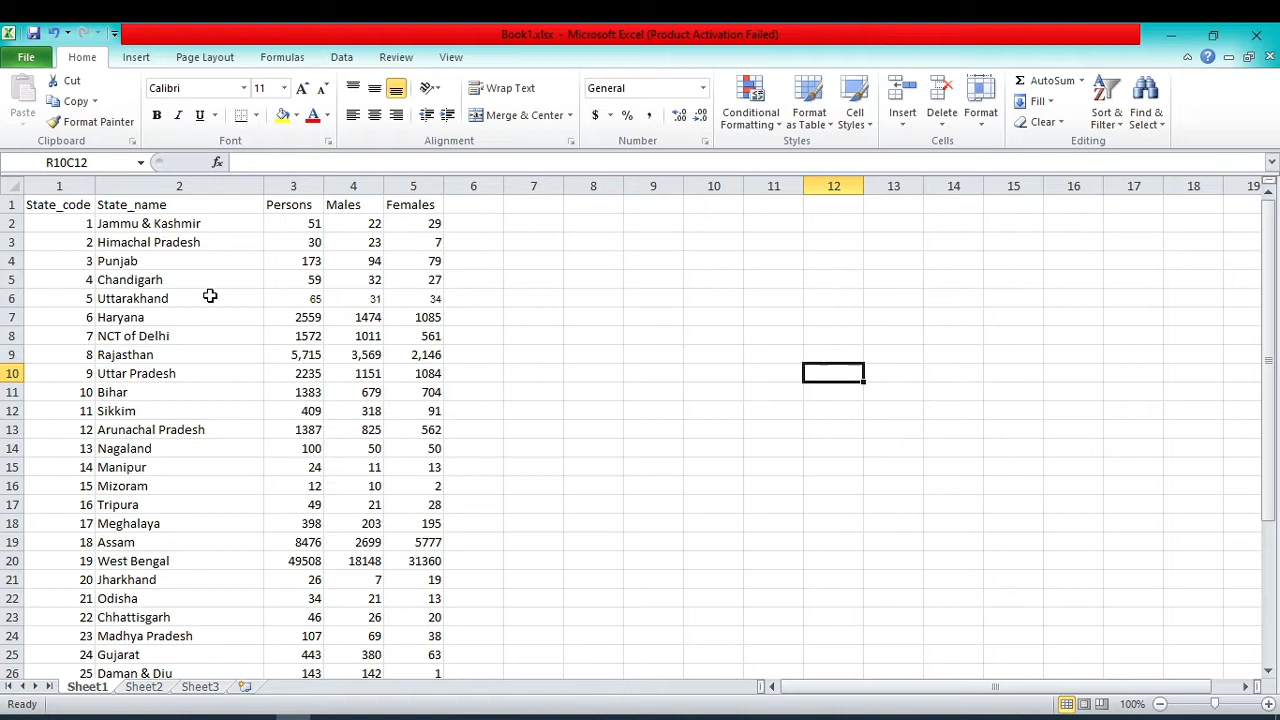 Book1.xlsx - Microsoft Excel (Product Activation Failed)
File Home Insert Page Layout Formulas Data Review View
Cut
Copy
Format Painter
Paste
Clipboard
Calibri 11
B I U
Font
Wrap Text
Merge & Center
Alignment
General
$ % ,
Number
Conditional Formatting
Format as Table
Cell Styles
Styles
Insert Delete Format
Cells
Σ AutoSum
Fill
Clear
Sort & Filter
Find & Select
Editing
R10C12 fx
1 2 3 4 5 6 7 8 9 10 11 12 13 14 15 16 17 18 19
1 State_code State_name Persons Males Females
2 1 Jammu & Kashmir 51 22 29
3 2 Himachal Pradesh 30 23 7
4 3 Punjab 173 94 79
5 4 Chandigarh 59 32 27
6 5 Uttarakhand 65 31 34
7 6 Haryana 2559 1474 1085
8 7 NCT of Delhi 1572 1011 561
9 8 Rajasthan 5,715 3,569 2,146
10 9 Uttar Pradesh 2235 1151 1084
11 10 Bihar 1383 679 704
12 11 Sikkim 409 318 91
13 12 Arunachal Pradesh 1387 825 562
14 13 Nagaland 100 50 50
15 14 Manipur 24 11 13
16 15 Mizoram 12 10 2
17 16 Tripura 49 21 28
18 17 Meghalaya 398 203 195
19 18 Assam 8476 2699 5777
20 19 West Bengal 49508 18148 31360
21 20 Jharkhand 26 7 19
22 21 Odisha 34 21 13
23 22 Chhattisgarh 46 26 20
24 23 Madhya Pradesh 107 69 38
25 24 Gujarat 443 380 63
26 25 Daman & Diu 143 142 1
Sheet1 Sheet2 Sheet3
Ready 100%